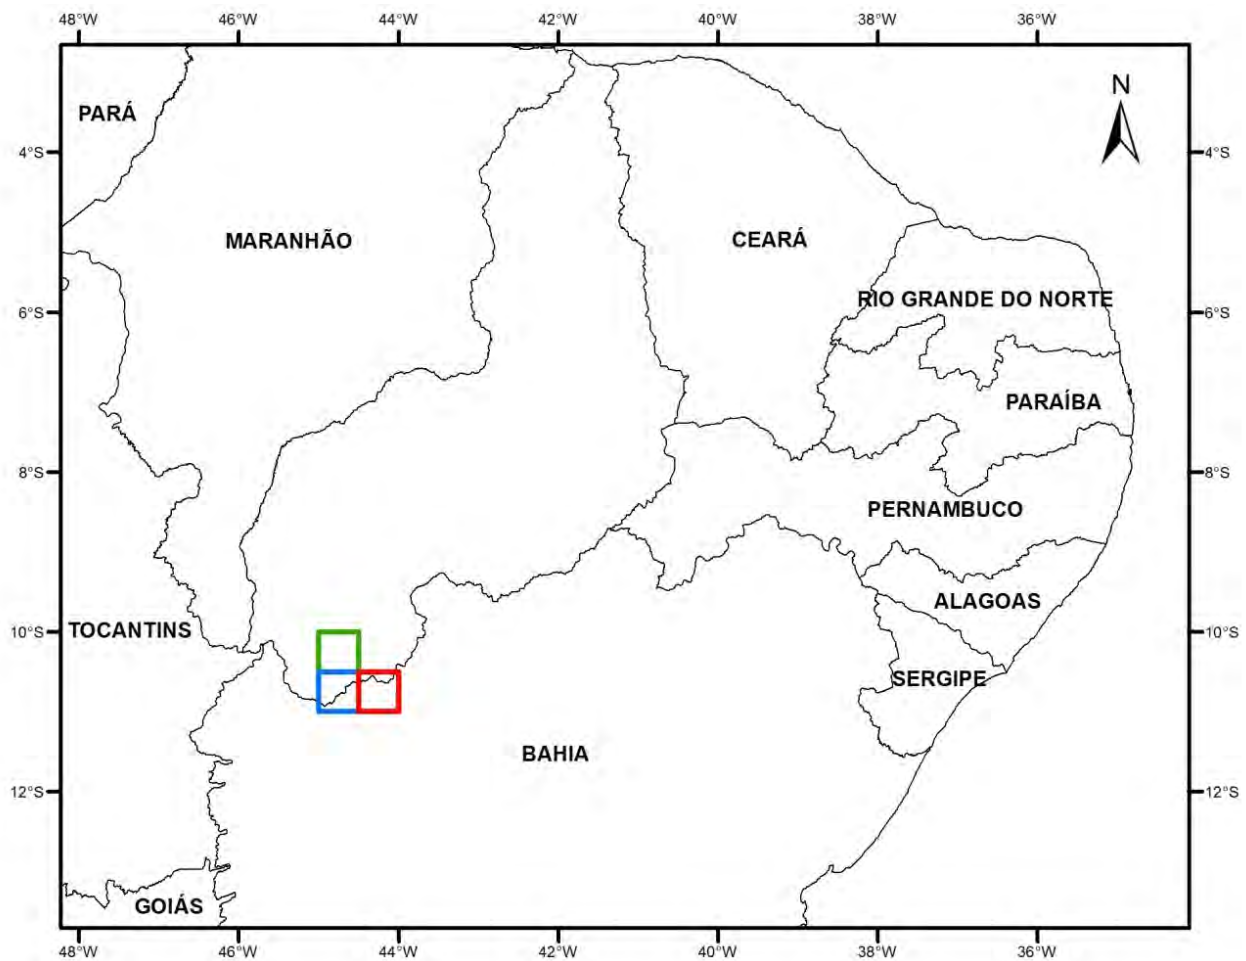 48°W 46°W 44°W 42°W 40°W 38°W 36°W
N
PARÁ
4°S 4°S
MARANHÃO
CEARÁ
RIO GRANDE DO NORTE
6°S 6°S
PARAÍBA
8°S 8°S
PERNAMBUCO
ALAGOAS
10°S TOCANTINS 10°S
SERGIPE
BAHIA
12°S 12°S
GOIÁS
48°W 46°W 44°W 42°W 40°W 38°W 36°W